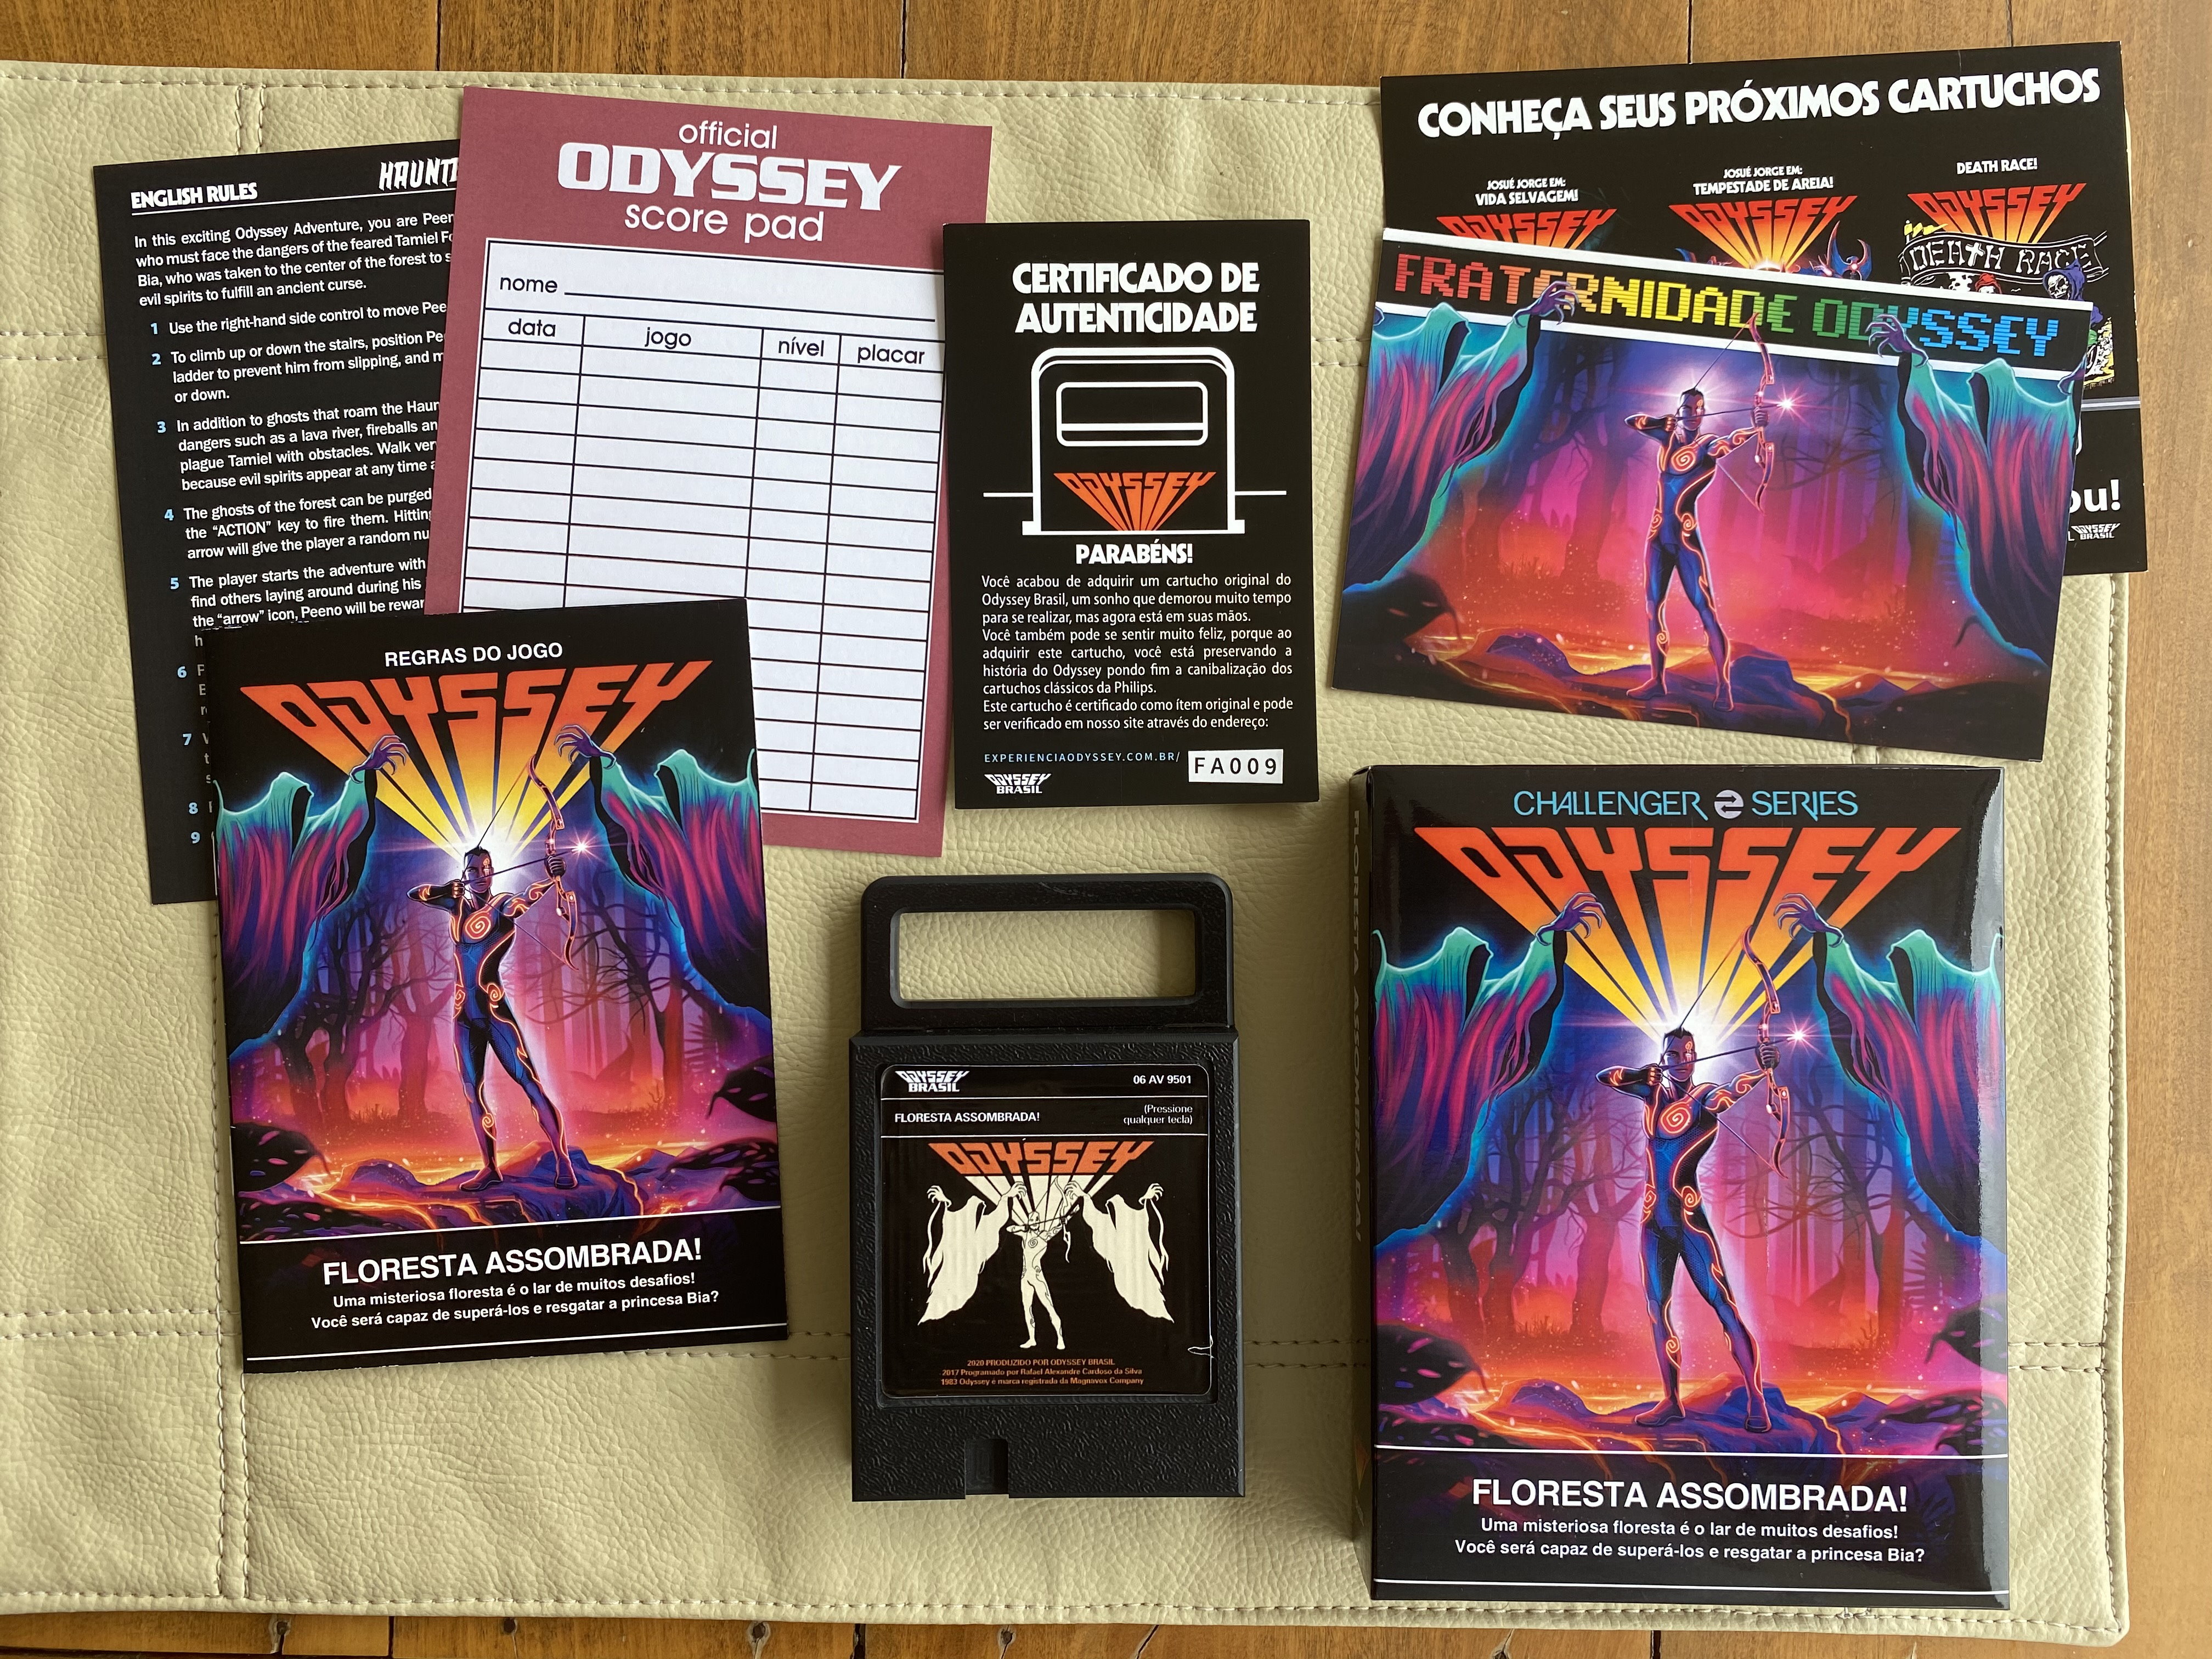 ENGLISH RULES
In this exciting Odyssey Adventure, you are
who must face the dangers of the feared Tamiel
Bia, who was taken to the center of the forest to
evil spirits to fulfill an ancient curse.
1 Use the right-hand side control to move
2 To climb up or down the stairs, position
ladder to prevent him from slipping, and
or down.
3 In addition to ghosts that roam the
dangers such as a lava river, fireballs
plague Tamiel with obstacles. Walk
because evil spirits appear at any time
4 The ghosts of the forest can be purged
the "ACTION" key to fire them. Hitting
arrow will give the player a random
5 The player starts the adventure with
find others laying around during his
the "arrow" icon, Peeno will be
6
7
8
9
official
ODYSSEY
score pad
nome
data jogo nível placar
CERTIFICADO DE
AUTENTICIDADE
ODYSSEY
PARABÉNS!
Você acabou de adquirir um cartucho original do
Odyssey Brasil, um sonho que demorou muito tempo
para se realizar, mas agora está em suas mãos.
Você também pode se sentir muito feliz, porque ao
adquirir este cartucho, você está preservando a
história do Odyssey pondo fim a canibalização dos
cartuchos clássicos da Philips.
Este cartucho é certificado como ítem original e pode
ser verificado em nosso site através do endereço:
EXPERIENCIAODYSSEY.COM.BR/ FA009
ODYSSEY
BRASIL
CONHEÇA SEUS PRÓXIMOS CARTUCHOS
JOSUÉ JORGE EM:
VIDA SELVAGEM!
ODYSSEY
JOSUÉ JORGE EM:
TEMPESTADE DE AREIA!
ODYSSEY
DEATH RACE!
ODYSSEY
DEATH RACE
ODYSSEY
BRASIL
FRATERNIDADE ODYSSEY
REGRAS DO JOGO
ODYSSEY
FLORESTA ASSOMBRADA!
Uma misteriosa floresta é o lar de muitos desafios!
Você será capaz de superá-los e resgatar a princesa Bia?
ODYSSEY
BRASIL
06 AV 9501
FLORESTA ASSOMBRADA!
(Pressione
qualquer tecla)
ODYSSEY
2020 PRODUZIDO POR ODYSSEY BRASIL
2017 Programado por Rafael Alexandre Cardoso da Silva
1983 Odyssey é marca registrada da Magnavox Company
CHALLENGER SERIES
ODYSSEY
FLORESTA ASSOMBRADA!
Uma misteriosa floresta é o lar de muitos desafios!
Você será capaz de superá-los e resgatar a princesa Bia?
FLORESTA ASSOMBRADA!